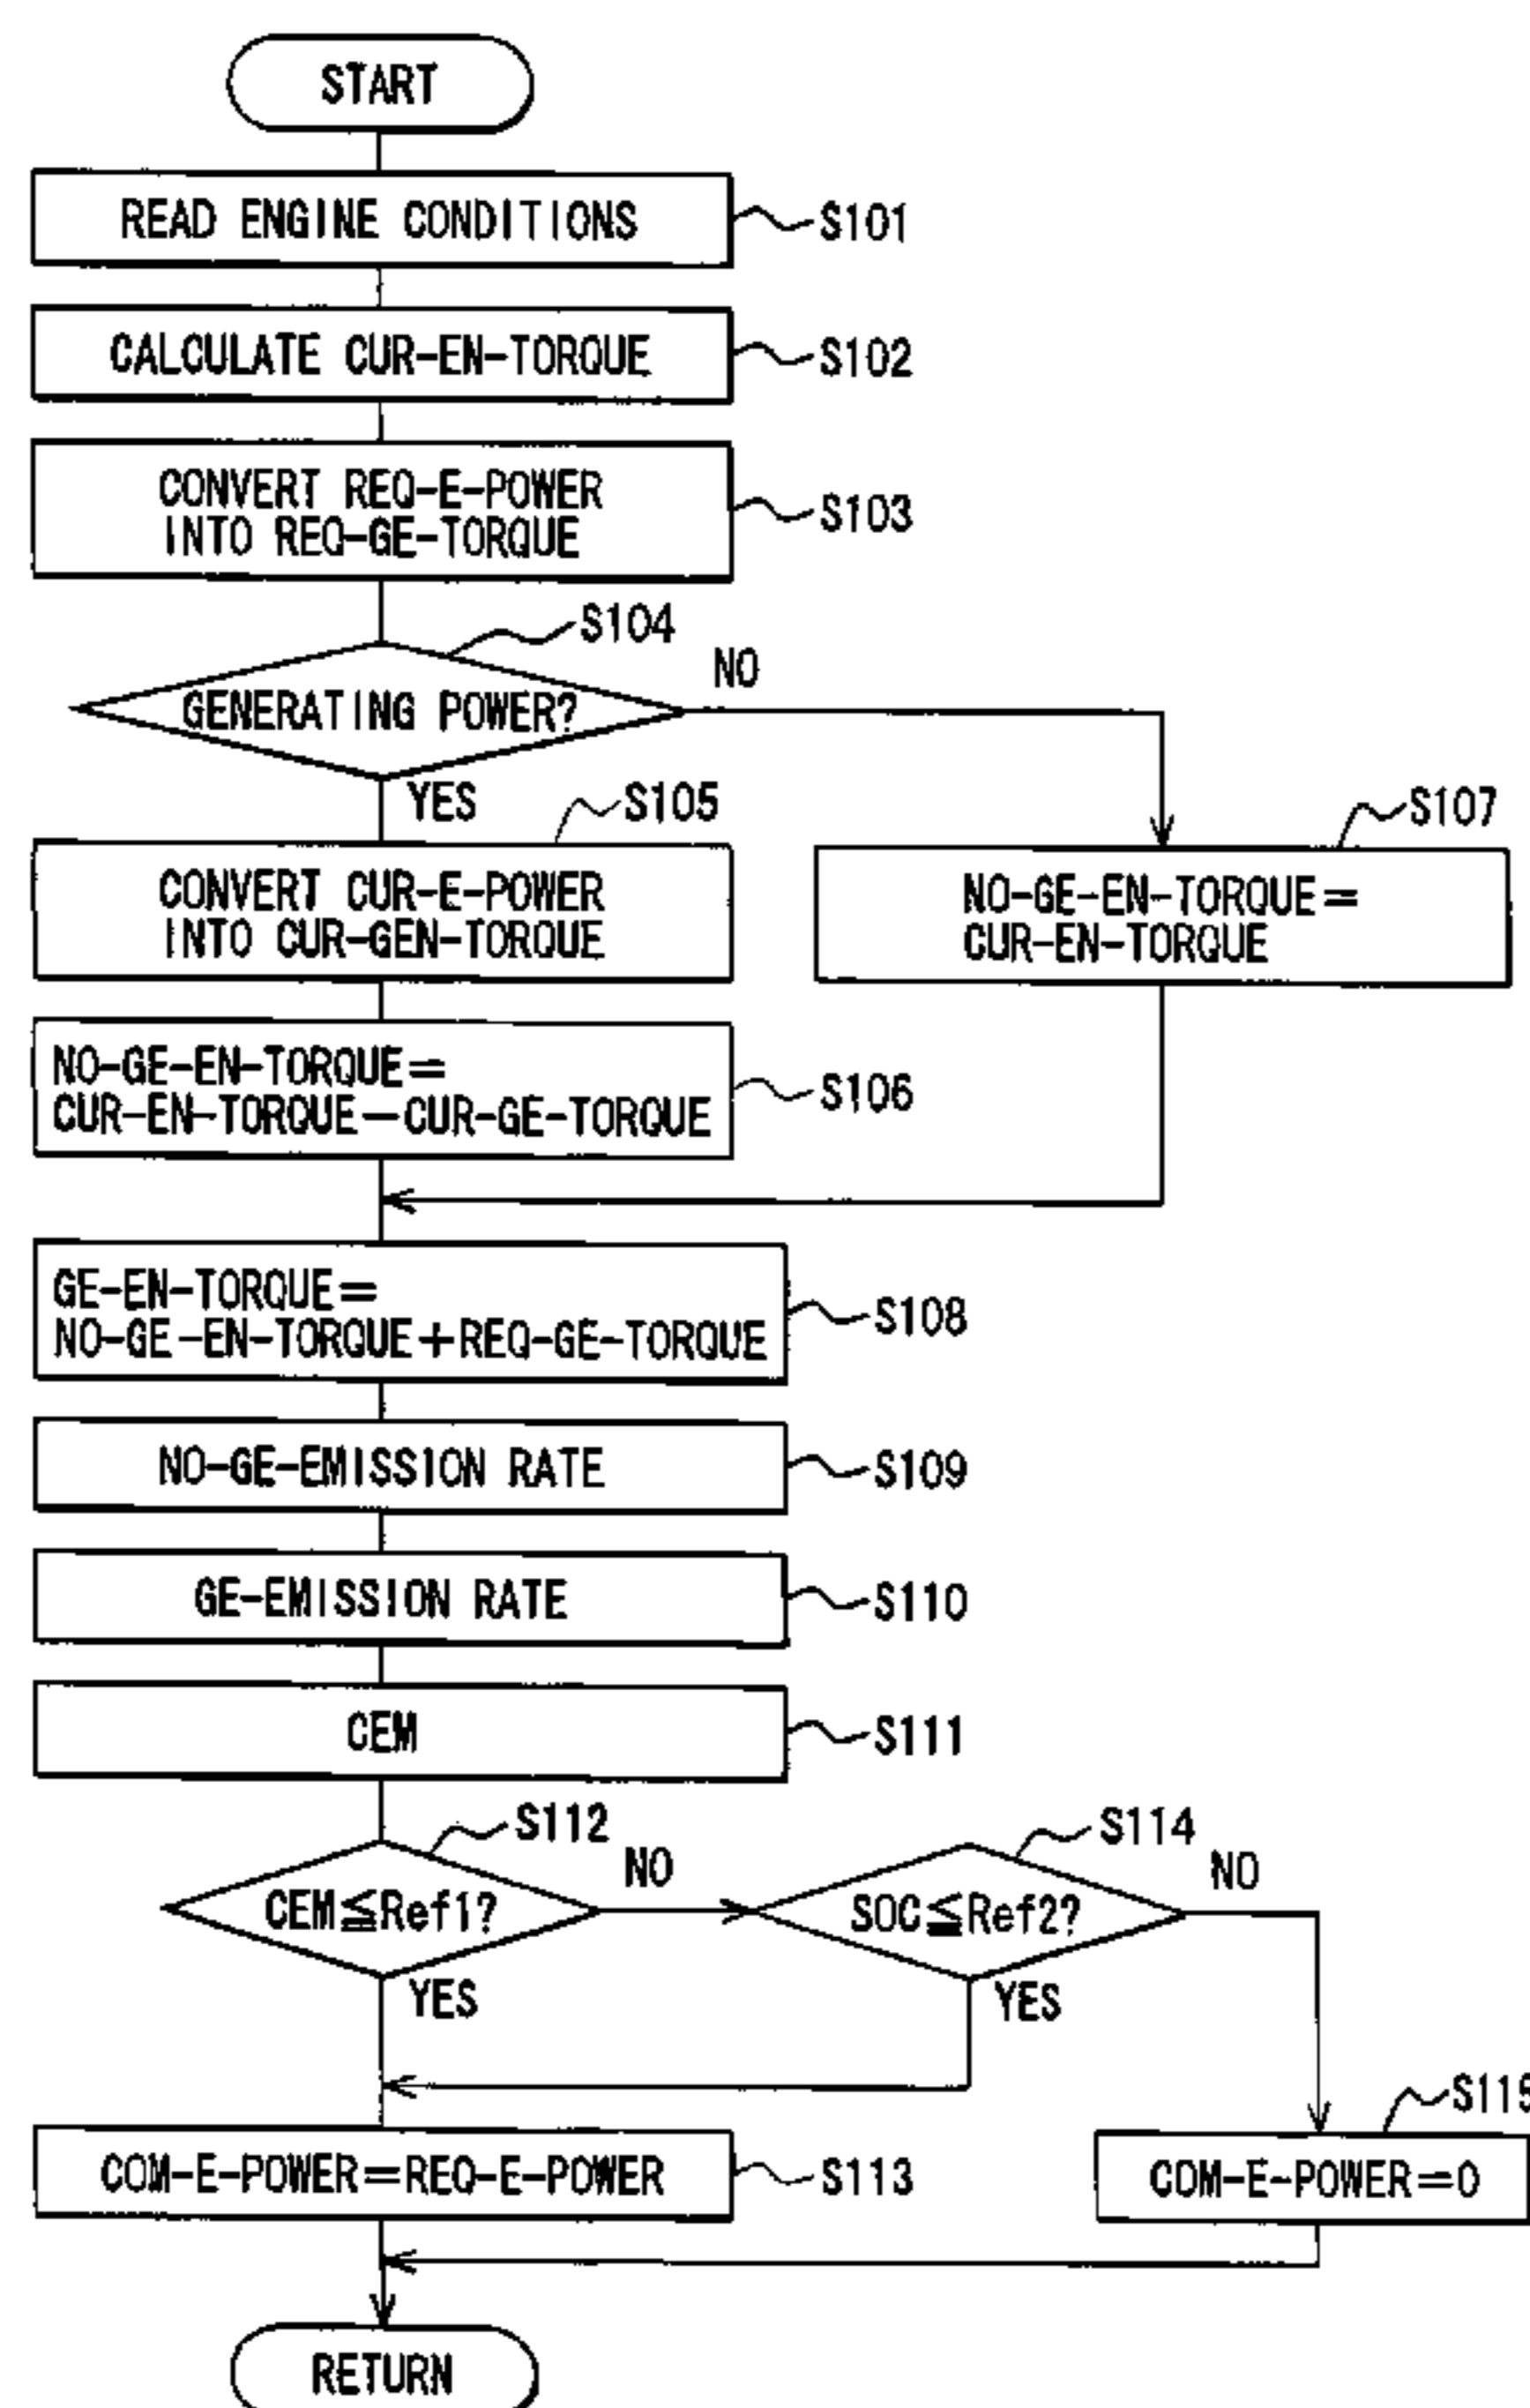 START
READ ENGINE CONDITIONS
S101
CALCULATE CUR-EN-TORQUE
S102
CONVERT REQ-E-POWER
INTO REQ-GE-TORQUE
S103
S104
GENERATING POWER?
NO
YES
S105
CONVERT CUR-E-POWER
INTO CUR-GEN-TORQUE
S107
NO-GE-EN-TORQUE=
CUR-EN-TORQUE
NO-GE-EN-TORQUE=
CUR-EN-TORQUE-CUR-GE-TORQUE
S106
GE-EN-TORQUE=
NO-GE-EN-TORQUE+REQ-GE-TORQUE
S108
NO-GE-EMISSION RATE
S109
GE-EMISSION RATE
S110
CEM
S111
S112
CEM≦Ref1?
NO
YES
S114
SOC≦Ref2?
NO
YES
COM-E-POWER=REQ-E-POWER
S113
S115
COM-E-POWER=0
RETURN